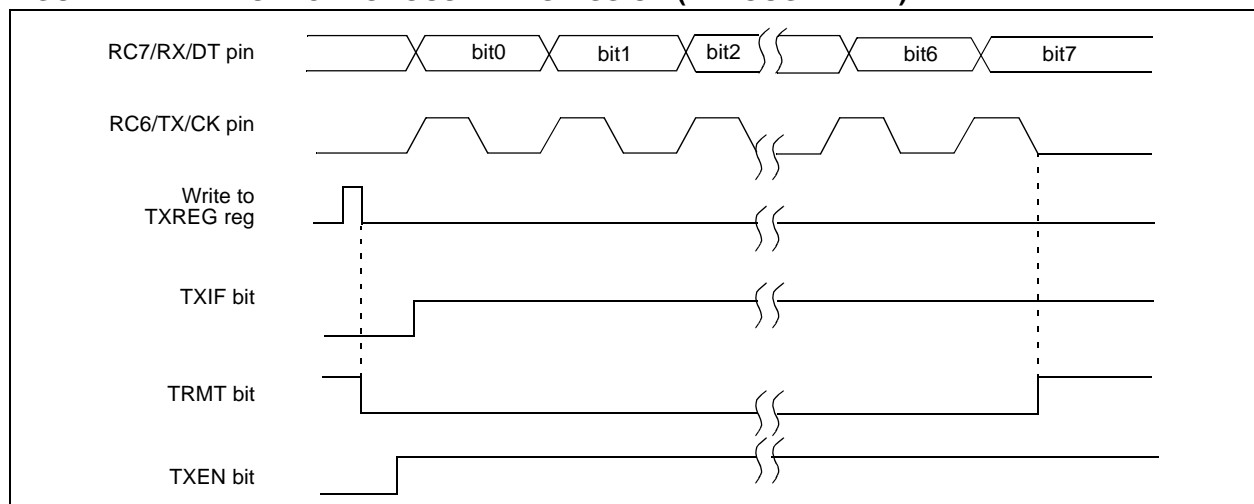 RC7/RX/DT pin
bit0 bit1 bit2 bit6 bit7
RC6/TX/CK pin
Write to
TXREG reg
TXIF bit
TRMT bit
TXEN bit